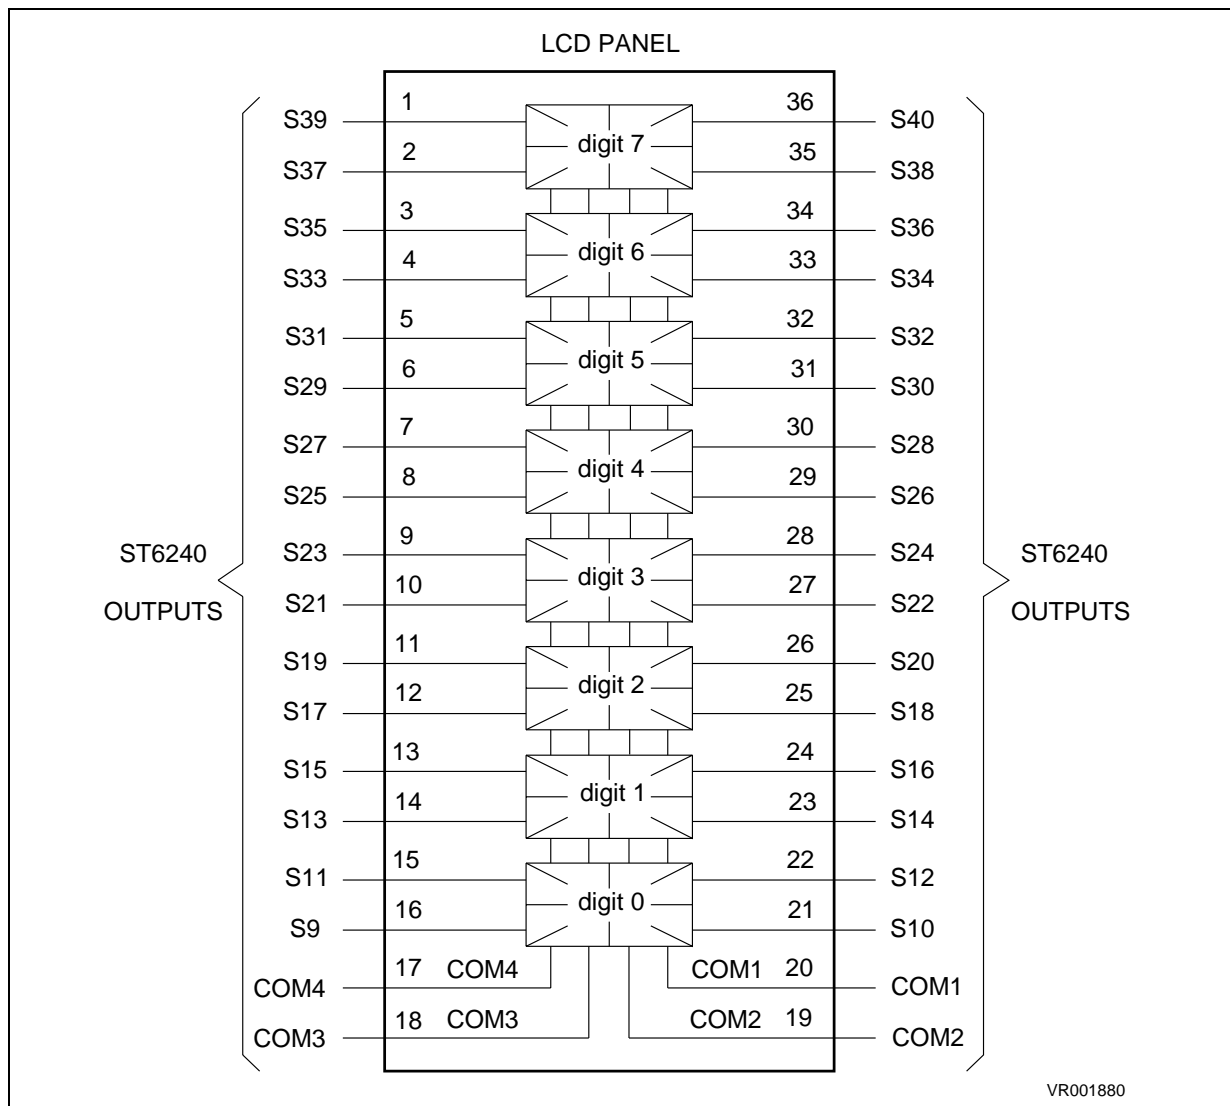 LCD PANEL
S39 1 36 S40
digit 7
S37 2 35 S38
S35 3 34 S36
digit 6
S33 4 33 S34
S31 5 32 S32
digit 5
S29 6 31 S30
S27 7 30 S28
digit 4
S25 8 29 S26
S23 9 28 S24
ST6240 digit 3 ST6240
S21 10 27 S22
OUTPUTS OUTPUTS
S19 11 26 S20
digit 2
S17 12 25 S18
S15 13 24 S16
digit 1
S13 14 23 S14
S11 15 22 S12
digit 0
S9 16 21 S10
COM4 17 COM4 COM1 20 COM1
COM3 18 COM3 COM2 19 COM2
VR001880